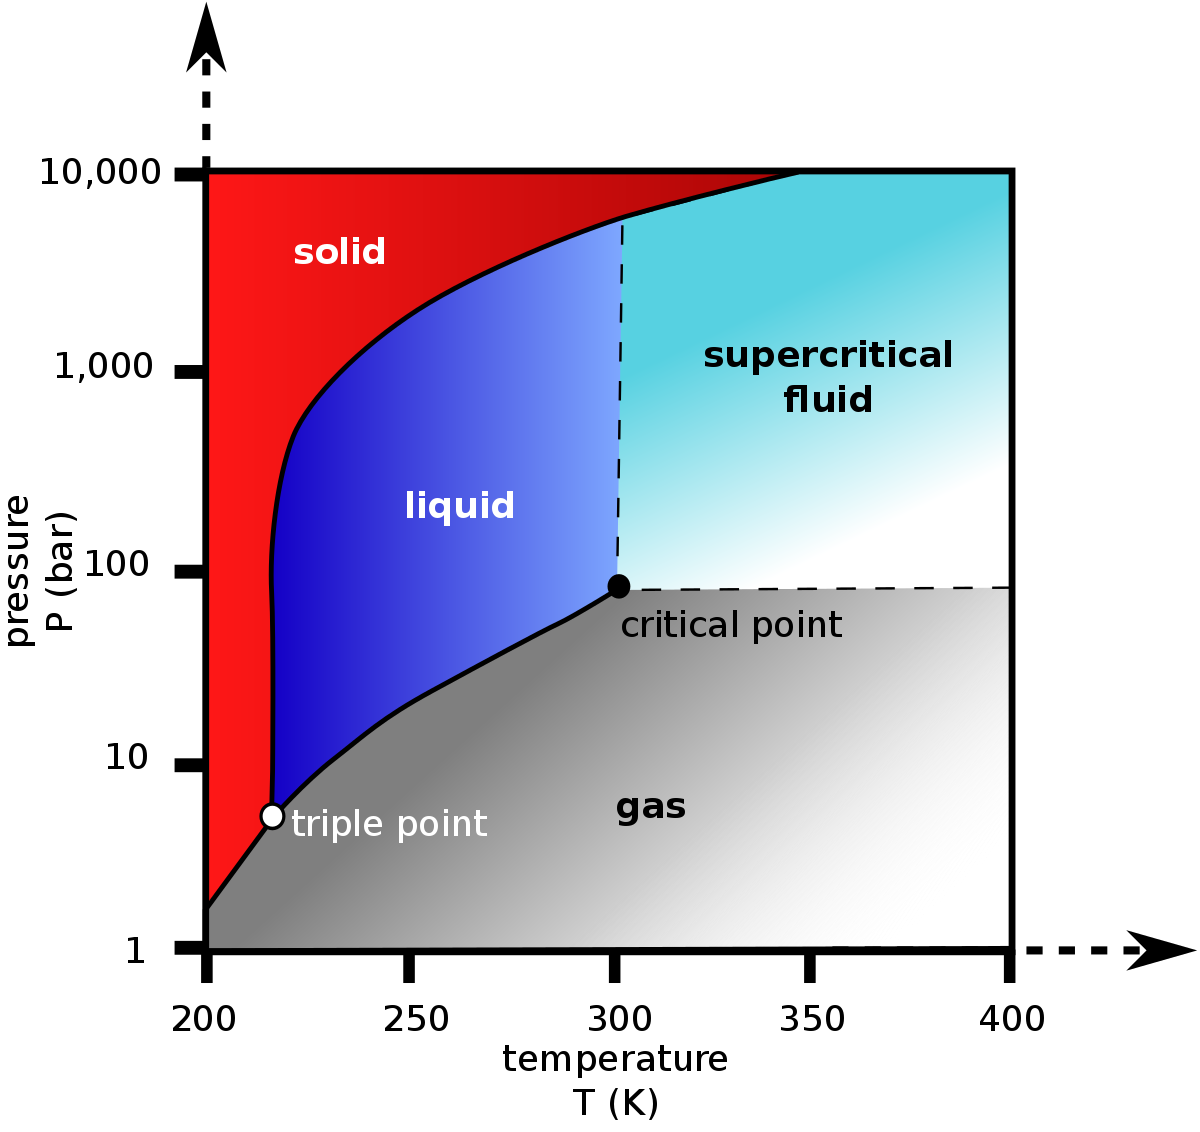 10,000
solid
supercritical
fluid
1,000
liquid
pressure
P (bar)
100
critical point
10
gas
triple point
1
200
250
300
350
400
temperature
T (K)